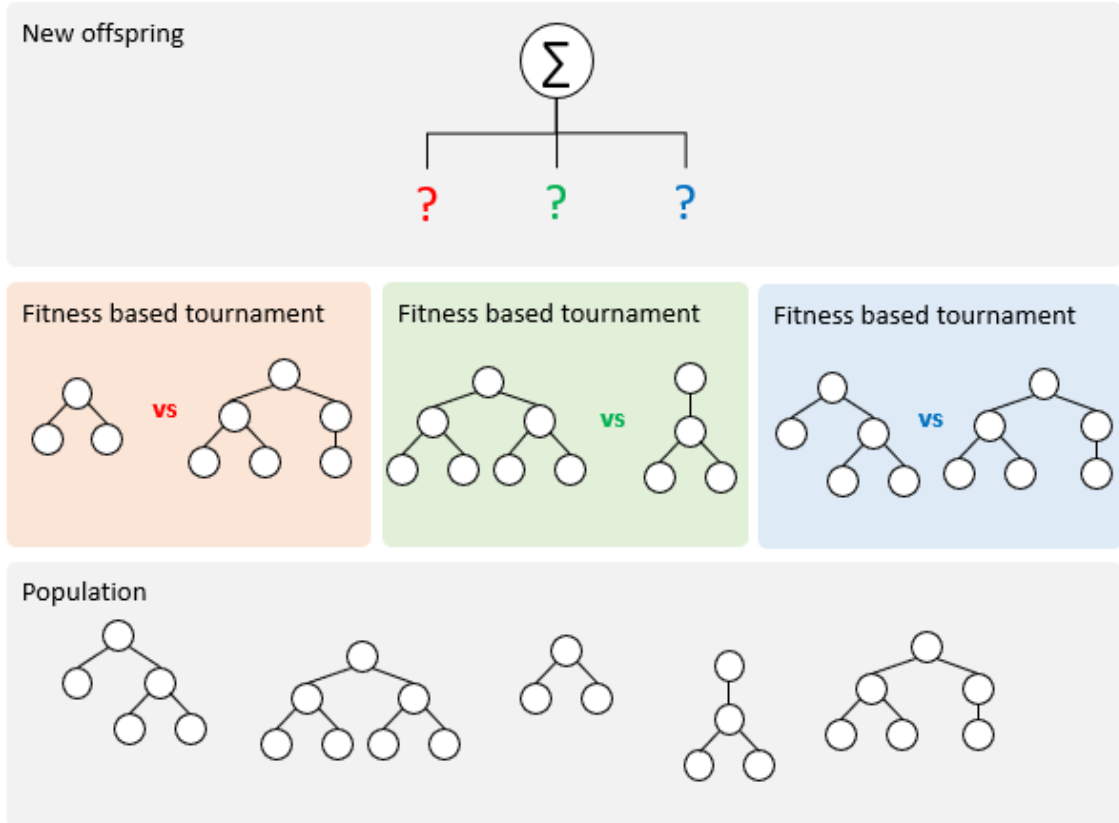 New offspring
∑
? ? ?
Fitness based tournament
vs
Fitness based tournament
vs
Fitness based tournament
vs
Population